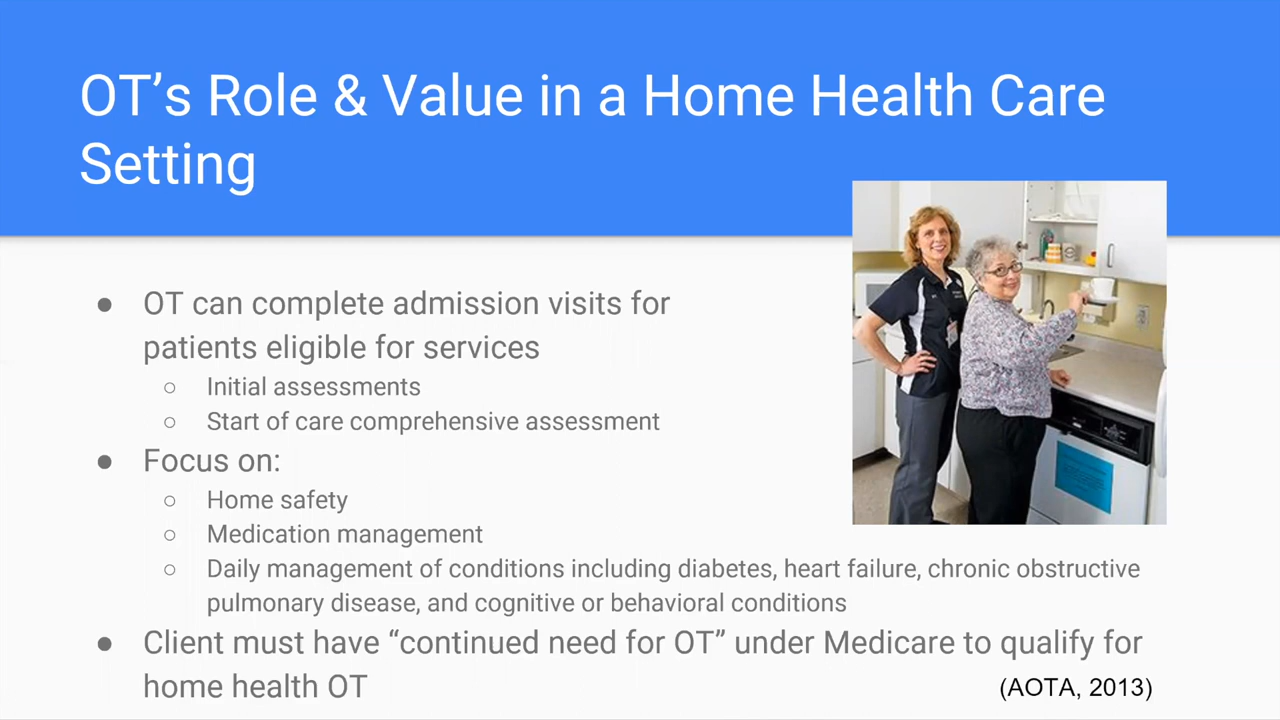 OT’s Role & Value in a Home Health Care
Setting
● OT can complete admission visits for
patients eligible for services
○ Initial assessments
○ Start of care comprehensive assessment
● Focus on:
○ Home safety
○ Medication management
○ Daily management of conditions including diabetes, heart failure, chronic obstructive
pulmonary disease, and cognitive or behavioral conditions
● Client must have “continued need for OT” under Medicare to qualify for
home health OT
(AOTA, 2013)